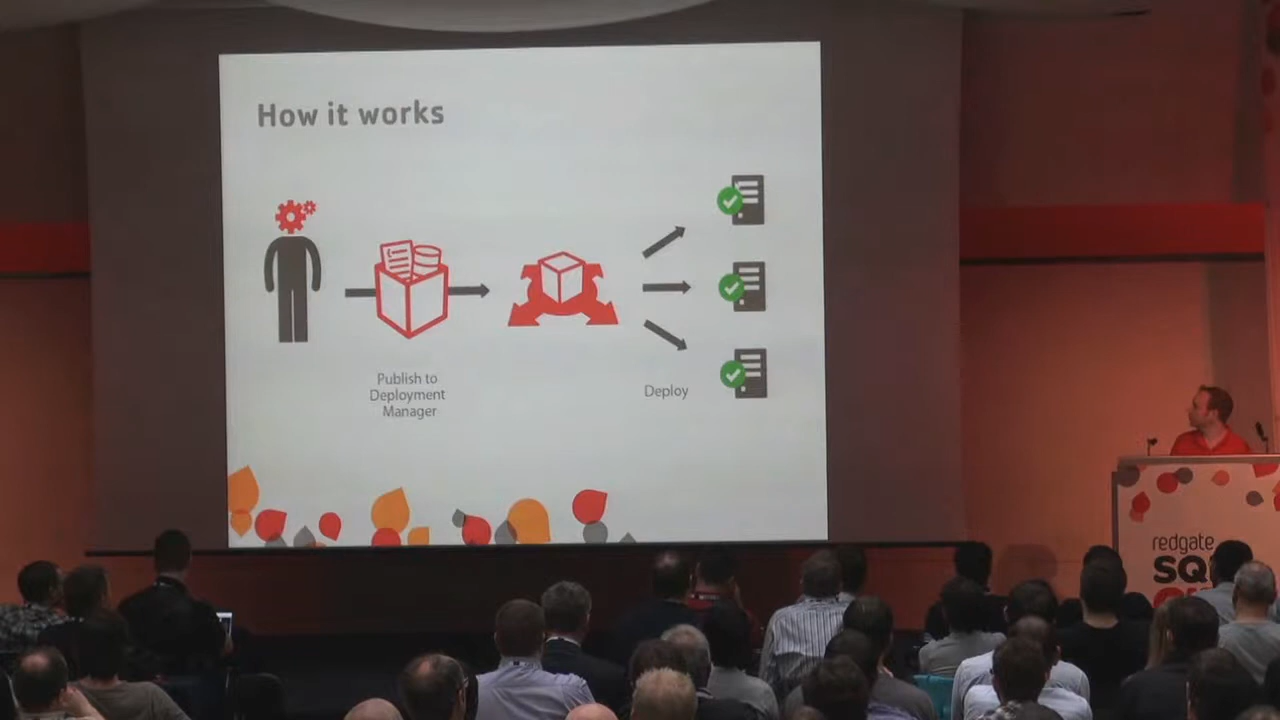 How it works
Publish to
Deployment
Manager
Deploy
redgate
SQ